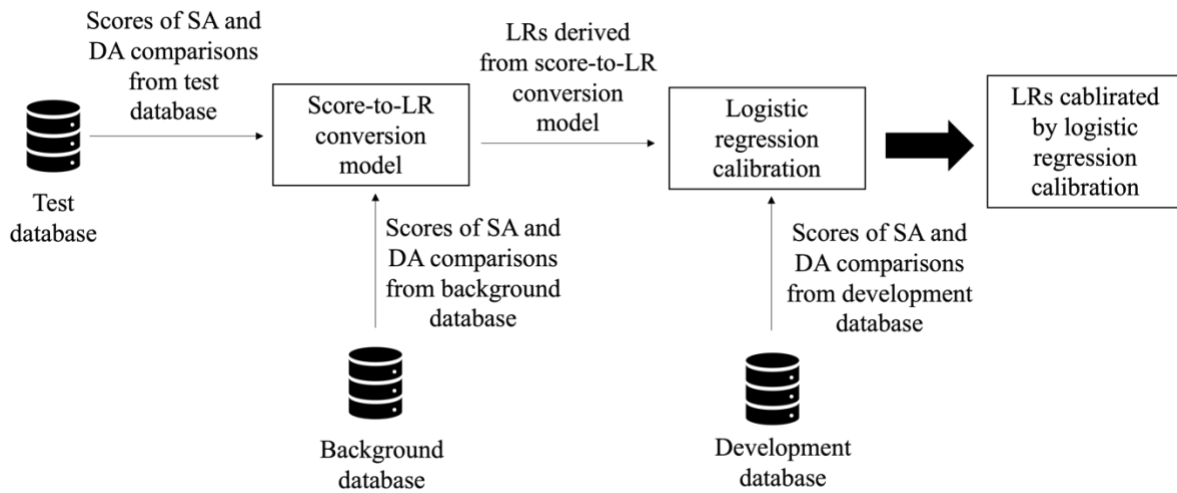 Scores of SA and
DA comparisons
from test
database
Test
database
Score-to-LR
conversion
model
Scores of SA and
DA comparisons
from background
database
Background
database
LRs derived
from score-to-LR
conversion
model
Logistic
regression
calibration
Scores of SA and
DA comparisons
from development
database
Development
database
LRs cablirated
by logistic
regression
calibration